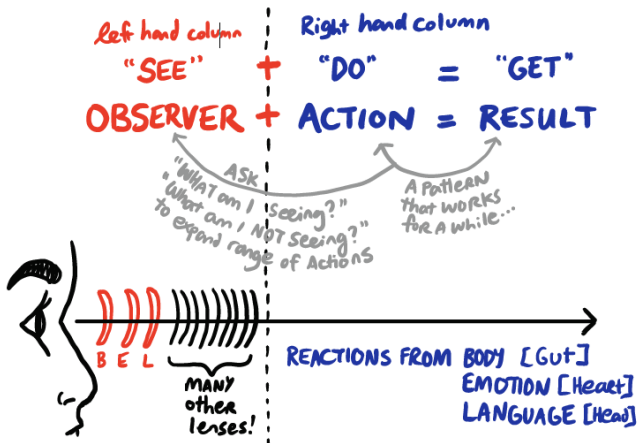 left hand column
Right hand column
"SEE" + "DO" = "GET"
OBSERVER + ACTION = RESULT
ASK
"WHAT am I seeing?"
"What am I NOT seeing?"
to expand range of Actions
A PATTERN
that WORKS
FOR A while...
B E L
MANY
other
lenses!
REACTIONS FROM BODY [Gut]
EMOTION [Heart]
LANGUAGE [Head]